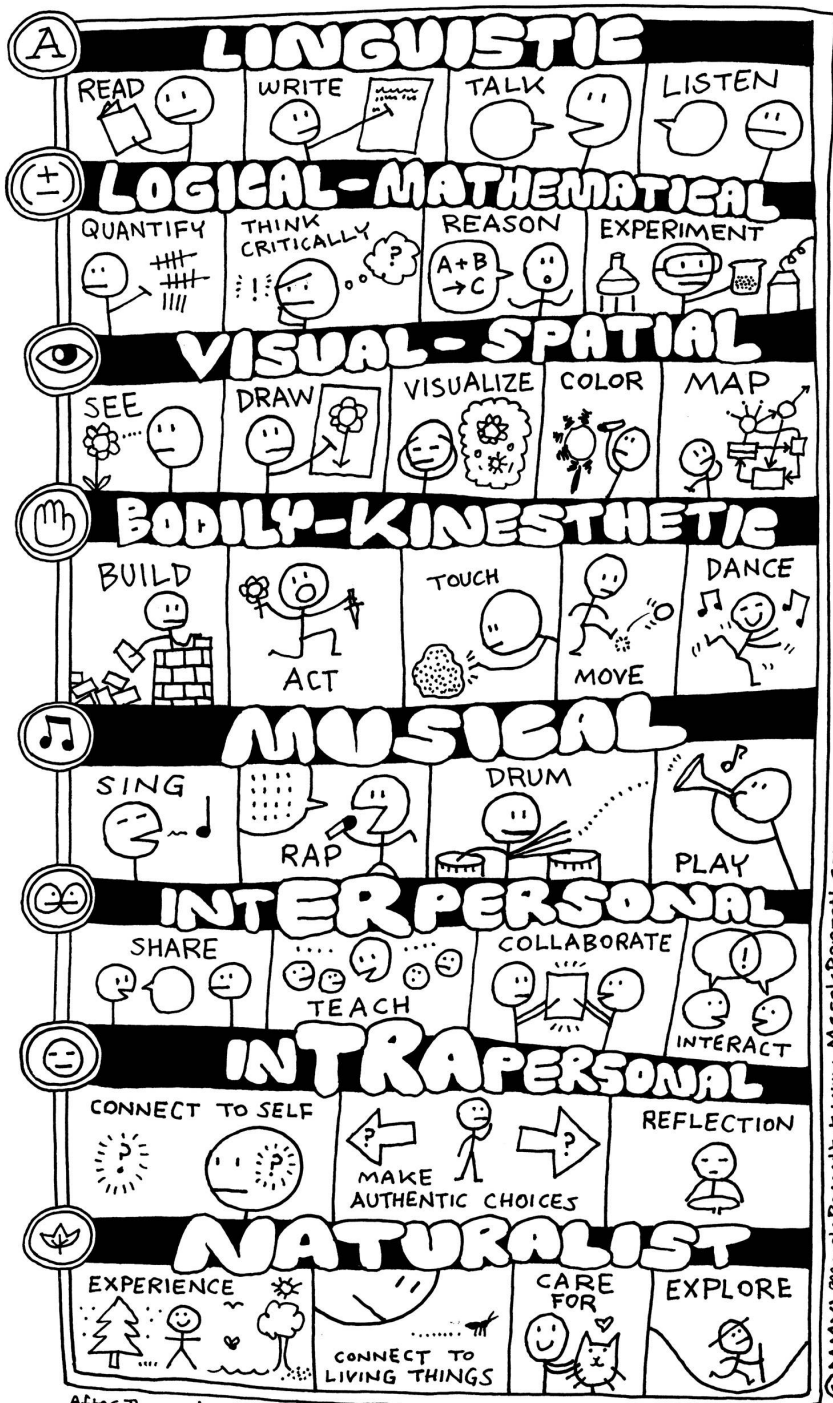 A
LINGUISTIC
READ WRITE TALK LISTEN
(±)
LOGICAL-MATHEMATICAL
QUANTIFY THINK CRITICALLY REASON EXPERIMENT
!!! ? A+B
→C
VISUAL-SPATIAL
SEE DRAW VISUALIZE COLOR MAP
BODILY-KINESTHETIC
BUILD ACT TOUCH MOVE DANCE
MUSICAL
SING RAP DRUM PLAY
INTERPERSONAL
SHARE TEACH COLLABORATE INTERACT
!
INTRAPERSONAL
CONNECT TO SELF
? ?
? ?
MAKE
AUTHENTIC CHOICES
REFLECTION
NATURALIST
EXPERIENCE
CONNECT TO
LIVING THINGS
CARE
FOR
EXPLORE